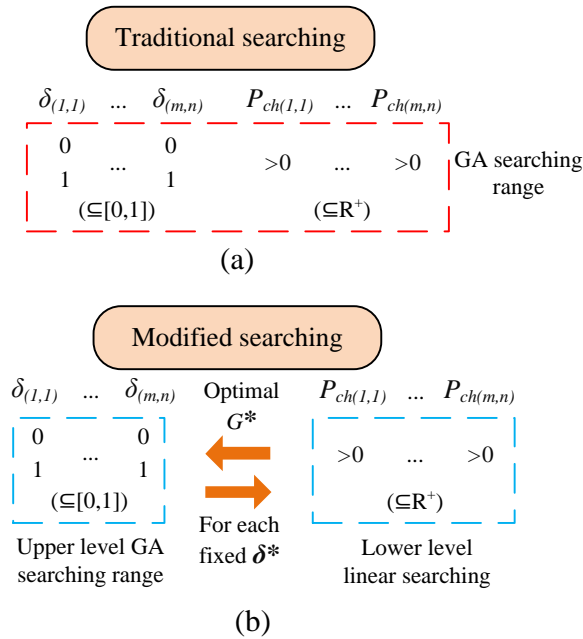 Traditional searching
δ(1,1) ... δ(m,n) Pch(1,1) ... Pch(m,n)
0 0
... >0 ... >0
1 1
(⊆[0,1]) (⊆R⁺)
GA searching
range
(a)
Modified searching
δ(1,1) ... δ(m,n) Optimal Pch(1,1) ... Pch(m,n)
G*
0 0
... >0 ... >0
1 1
(⊆[0,1]) (⊆R⁺)
For each
fixed δ*
Upper level GA
searching range
Lower level
linear searching
(b)